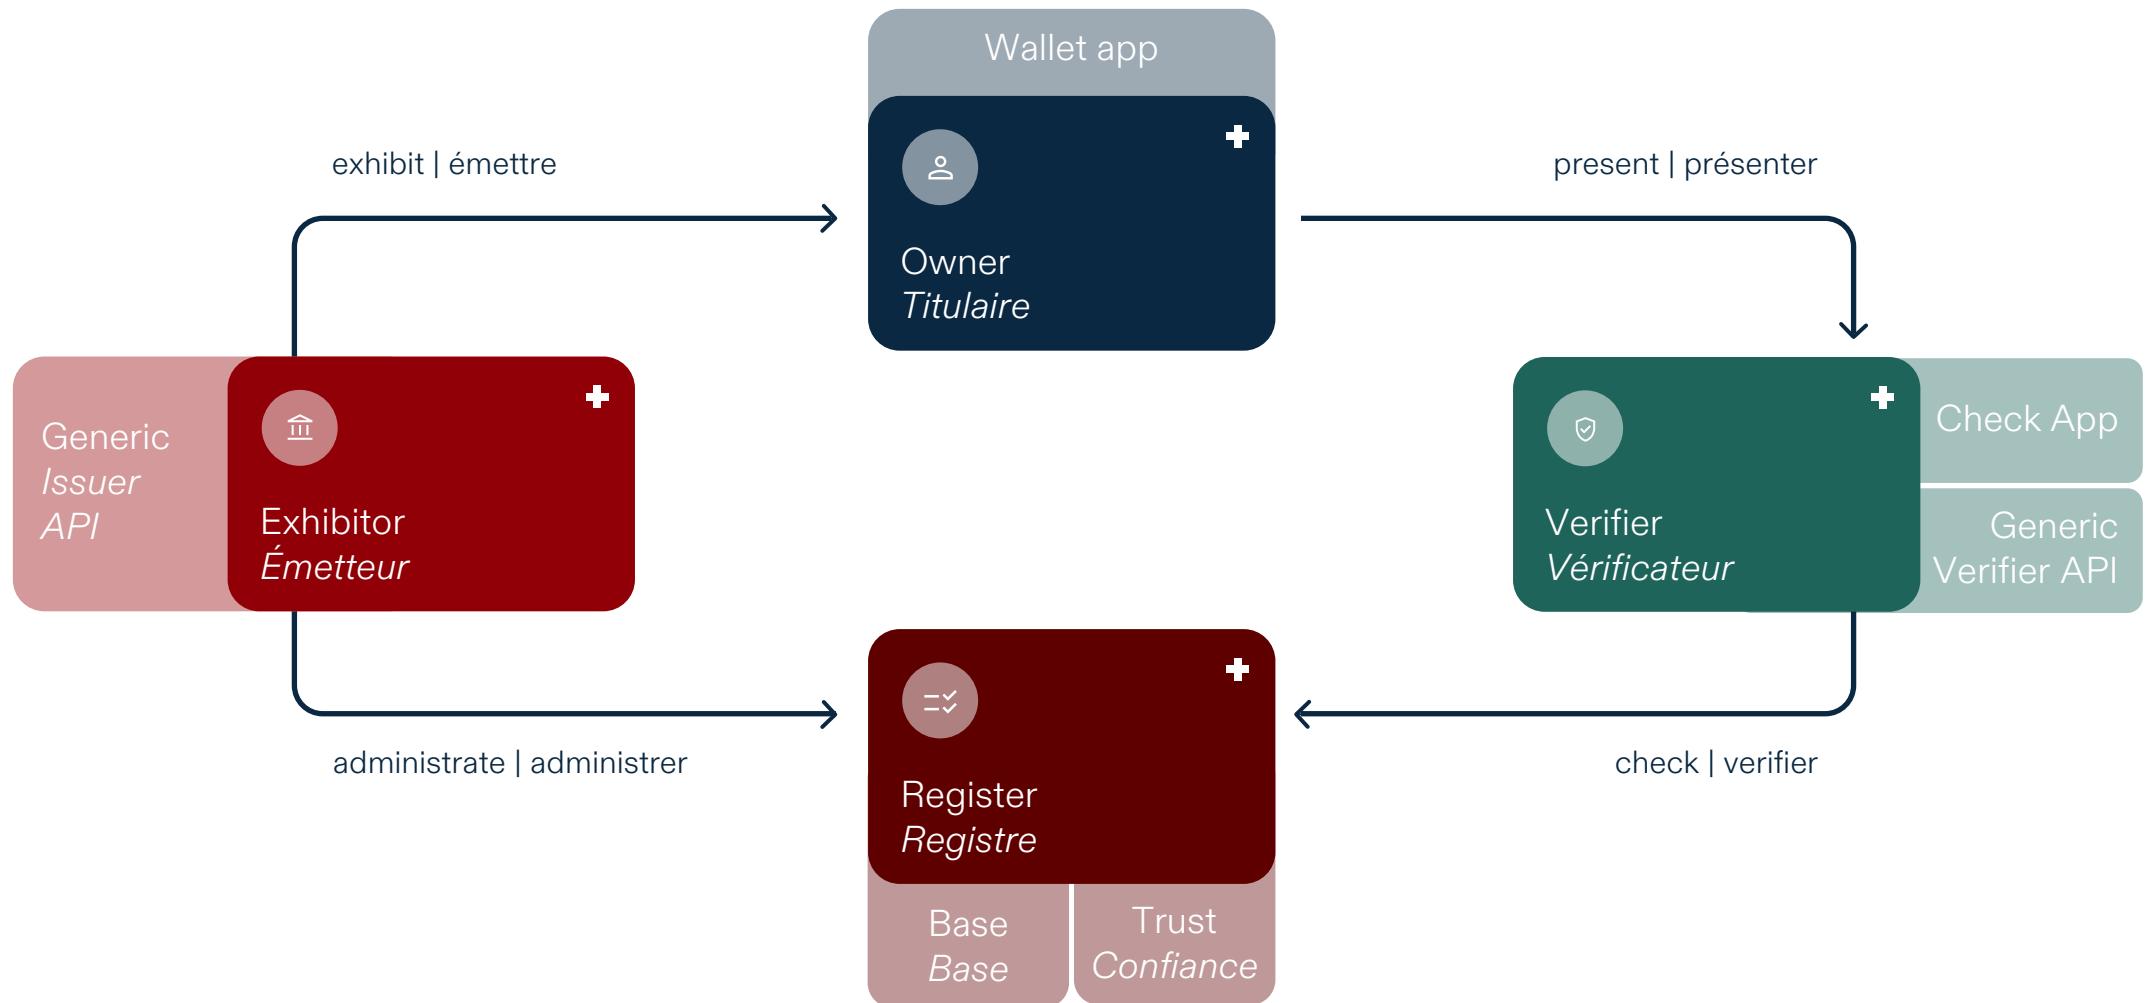 Wallet app
exhibit | émettre
present | présenter
Owner
Titulaire
Generic
Issuer
API
Exhibitor
Émetteur
Verifier
Vérificateur
Check App
Generic
Verifier API
administrate | administrer
check | verifier
Register
Registre
Base
Base
Trust
Confiance